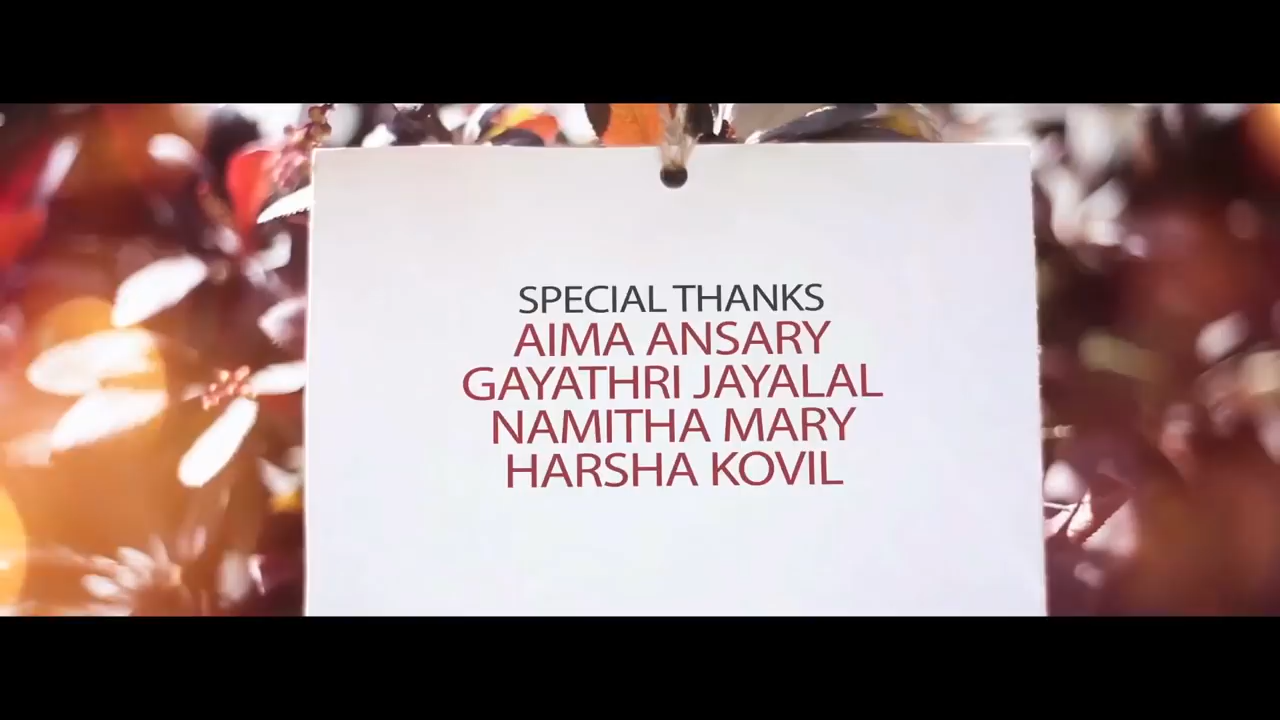 SPECIAL THANKS
AIMA ANSARY
GAYATHRI JAYALAL
NAMITHA MARY
HARSHA KOVIL